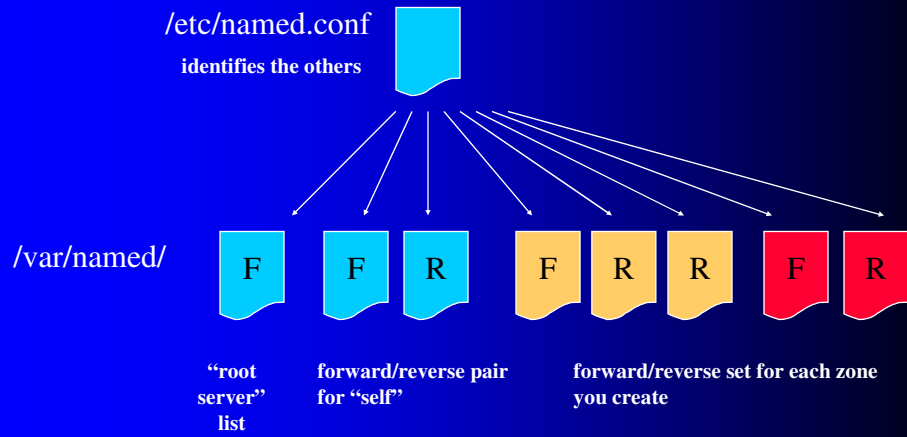 /etc/named.conf
identifies the others
/var/named/
F
F
R
F
R
R
F
R
“root
server”
list
forward/reverse pair
for “self”
forward/reverse set for each zone
you create